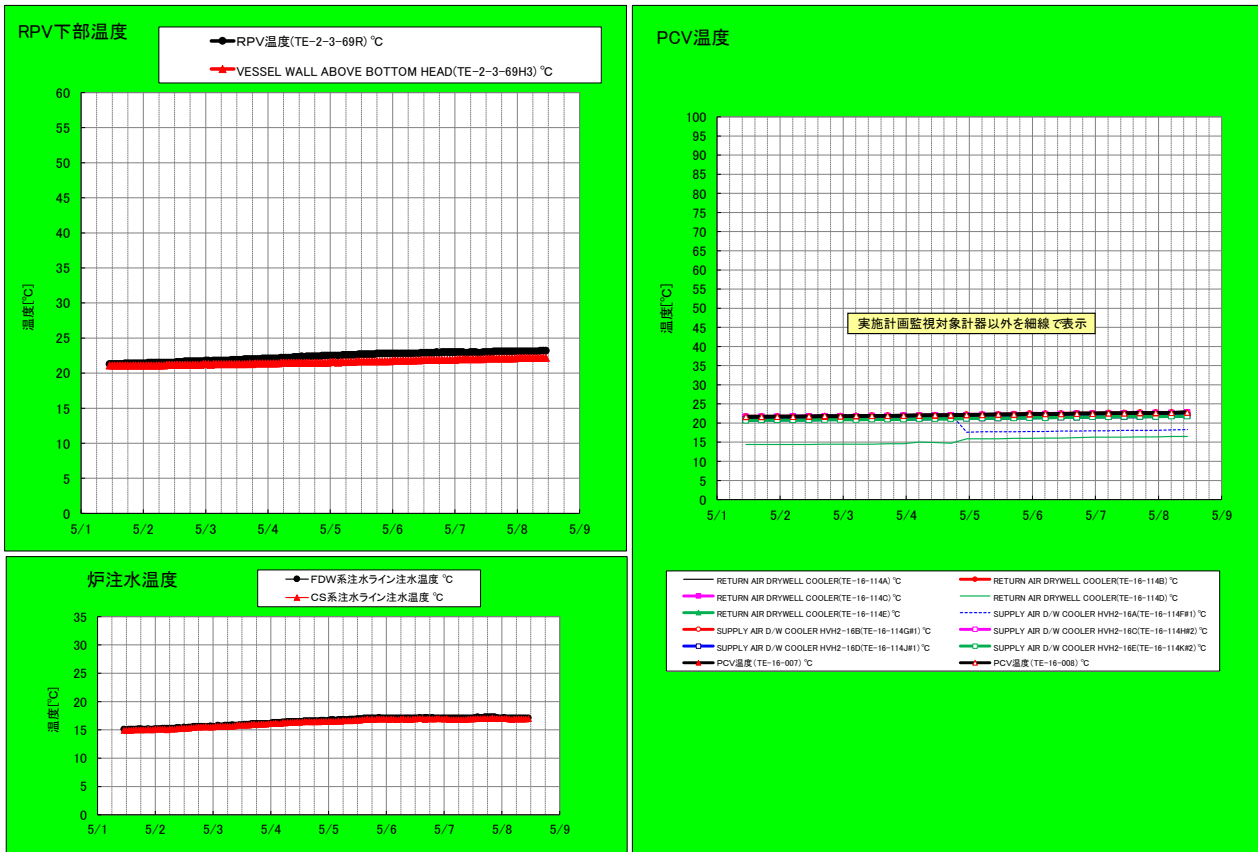 RPV下部温度
RPV温度(TE-2-3-69R) ℃
VESSEL WALL ABOVE BOTTOM HEAD(TE-2-3-69H3) ℃
60
55
50
45
40
35
30
25
20
15
10
5
0
温度[℃]
5/1 5/2 5/3 5/4 5/5 5/6 5/7 5/8 5/9
炉注水温度
FDW系注水ライン注水温度 ℃
CS系注水ライン注水温度 ℃
35
30
25
20
15
10
5
0
温度[℃]
5/1 5/2 5/3 5/4 5/5 5/6 5/7 5/8 5/9
PCV温度
100
95
90
85
80
75
70
65
60
55
50
45
40
35
30
25
20
15
10
5
0
温度[℃]
実施計画監視対象計器以外を細線で表示
5/1 5/2 5/3 5/4 5/5 5/6 5/7 5/8 5/9
RETURN AIR DRYWELL COOLER(TE-16-114A) ℃ RETURN AIR DRYWELL COOLER(TE-16-114B) ℃
RETURN AIR DRYWELL COOLER(TE-16-114C) ℃ RETURN AIR DRYWELL COOLER(TE-16-114D) ℃
RETURN AIR DRYWELL COOLER(TE-16-114E) ℃ SUPPLY AIR D/W COOLER HVH2-16A(TE-16-114F#1) ℃
SUPPLY AIR D/W COOLER HVH2-16B(TE-16-114G#1) ℃ SUPPLY AIR D/W COOLER HVH2-16C(TE-16-114H#2) ℃
SUPPLY AIR D/W COOLER HVH2-16D(TE-16-114J#1) ℃ SUPPLY AIR D/W COOLER HVH2-16E(TE-16-114K#2) ℃
PCV温度(TE-16-007) ℃ PCV温度(TE-16-008) ℃